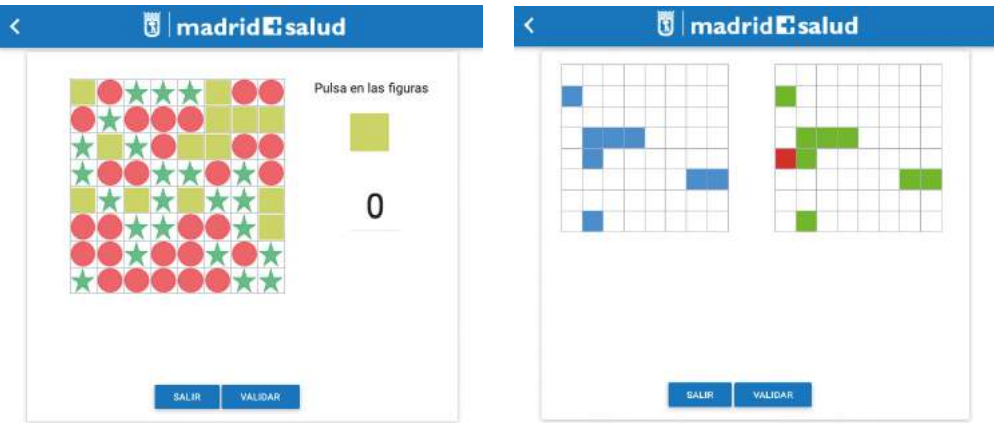 madrid+salud
Pulsa en las figuras
0
SALIR VALIDAR
madrid+salud
SALIR VALIDAR